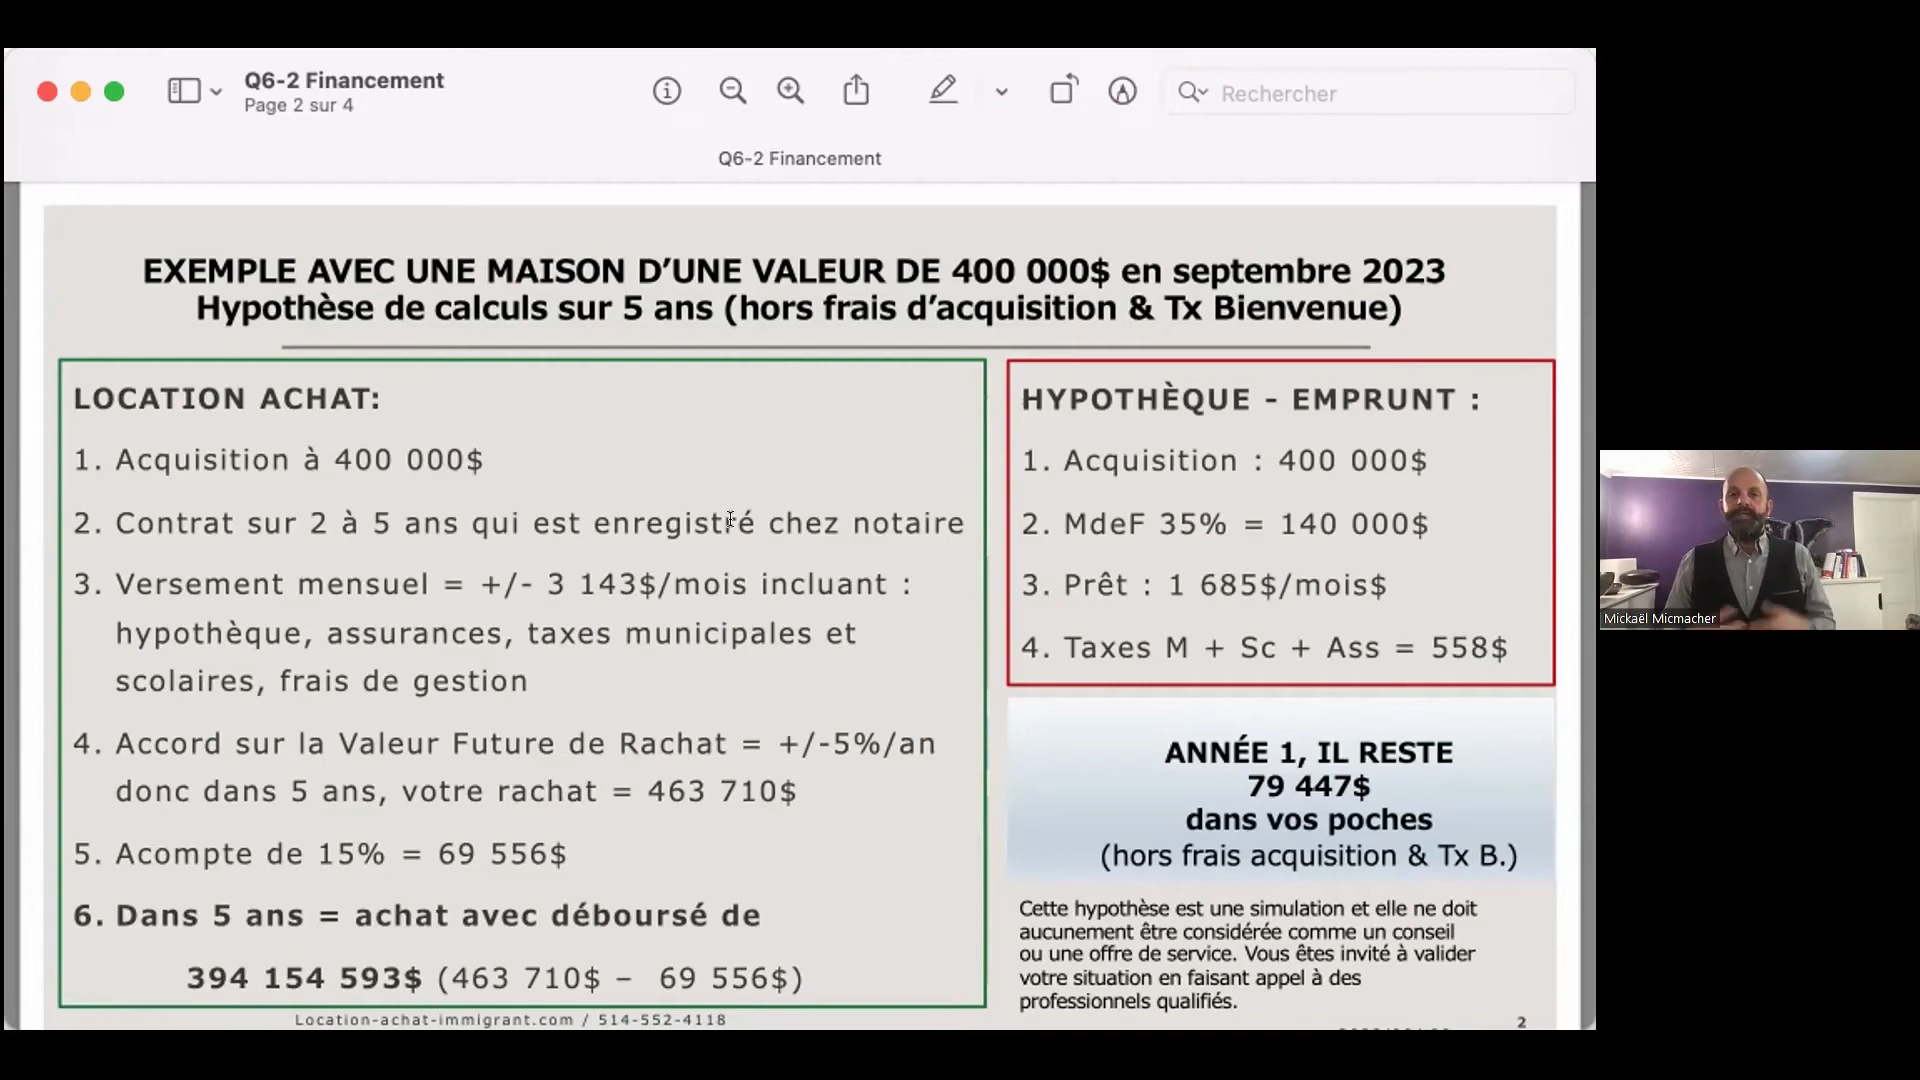 Q6-2 Financement
Page 2 sur 4
Rechercher
Q6-2 Financement
EXEMPLE AVEC UNE MAISON D’UNE VALEUR DE 400 000$ en septembre 2023
Hypothèse de calculs sur 5 ans (hors frais d’acquisition & Tx Bienvenue)
LOCATION ACHAT:
1. Acquisition à 400 000$
2. Contrat sur 2 à 5 ans qui est enregistré chez notaire
3. Versement mensuel = +/- 3 143$/mois incluant :
hypothèque, assurances, taxes municipales et
scolaires, frais de gestion
4. Accord sur la Valeur Future de Rachat = +/-5%/an
donc dans 5 ans, votre rachat = 463 710$
5. Acompte de 15% = 69 556$
6. Dans 5 ans = achat avec déboursé de
394 154 593$ (463 710$ – 69 556$)
HYPOTHÈQUE - EMPRUNT :
1. Acquisition : 400 000$
2. MdeF 35% = 140 000$
3. Prêt : 1 685$/mois$
4. Taxes M + Sc + Ass = 558$
ANNÉE 1, IL RESTE
79 447$
dans vos poches
(hors frais acquisition & Tx B.)
Cette hypothèse est une simulation et elle ne doit
aucunement être considérée comme un conseil
ou une offre de service. Vous êtes invité à valider
votre situation en faisant appel à des
professionnels qualifiés.
Location-achat-immigrant.com / 514-552-4118
2
Mickaël Micmacher